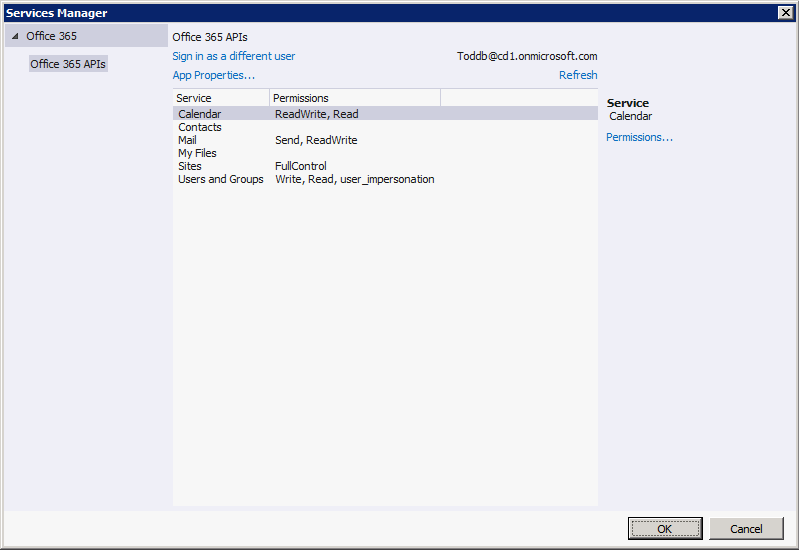 Services Manager
Office 365
Office 365 APIs
Office 365 APIs
Sign in as a different user
Toddb@cd1.onmicrosoft.com
App Properties...
Refresh
Service Permissions
Calendar ReadWrite, Read
Contacts
Mail Send, ReadWrite
My Files
Sites FullControl
Users and Groups Write, Read, user_impersonation
Service
Calendar
Permissions...
OK
Cancel